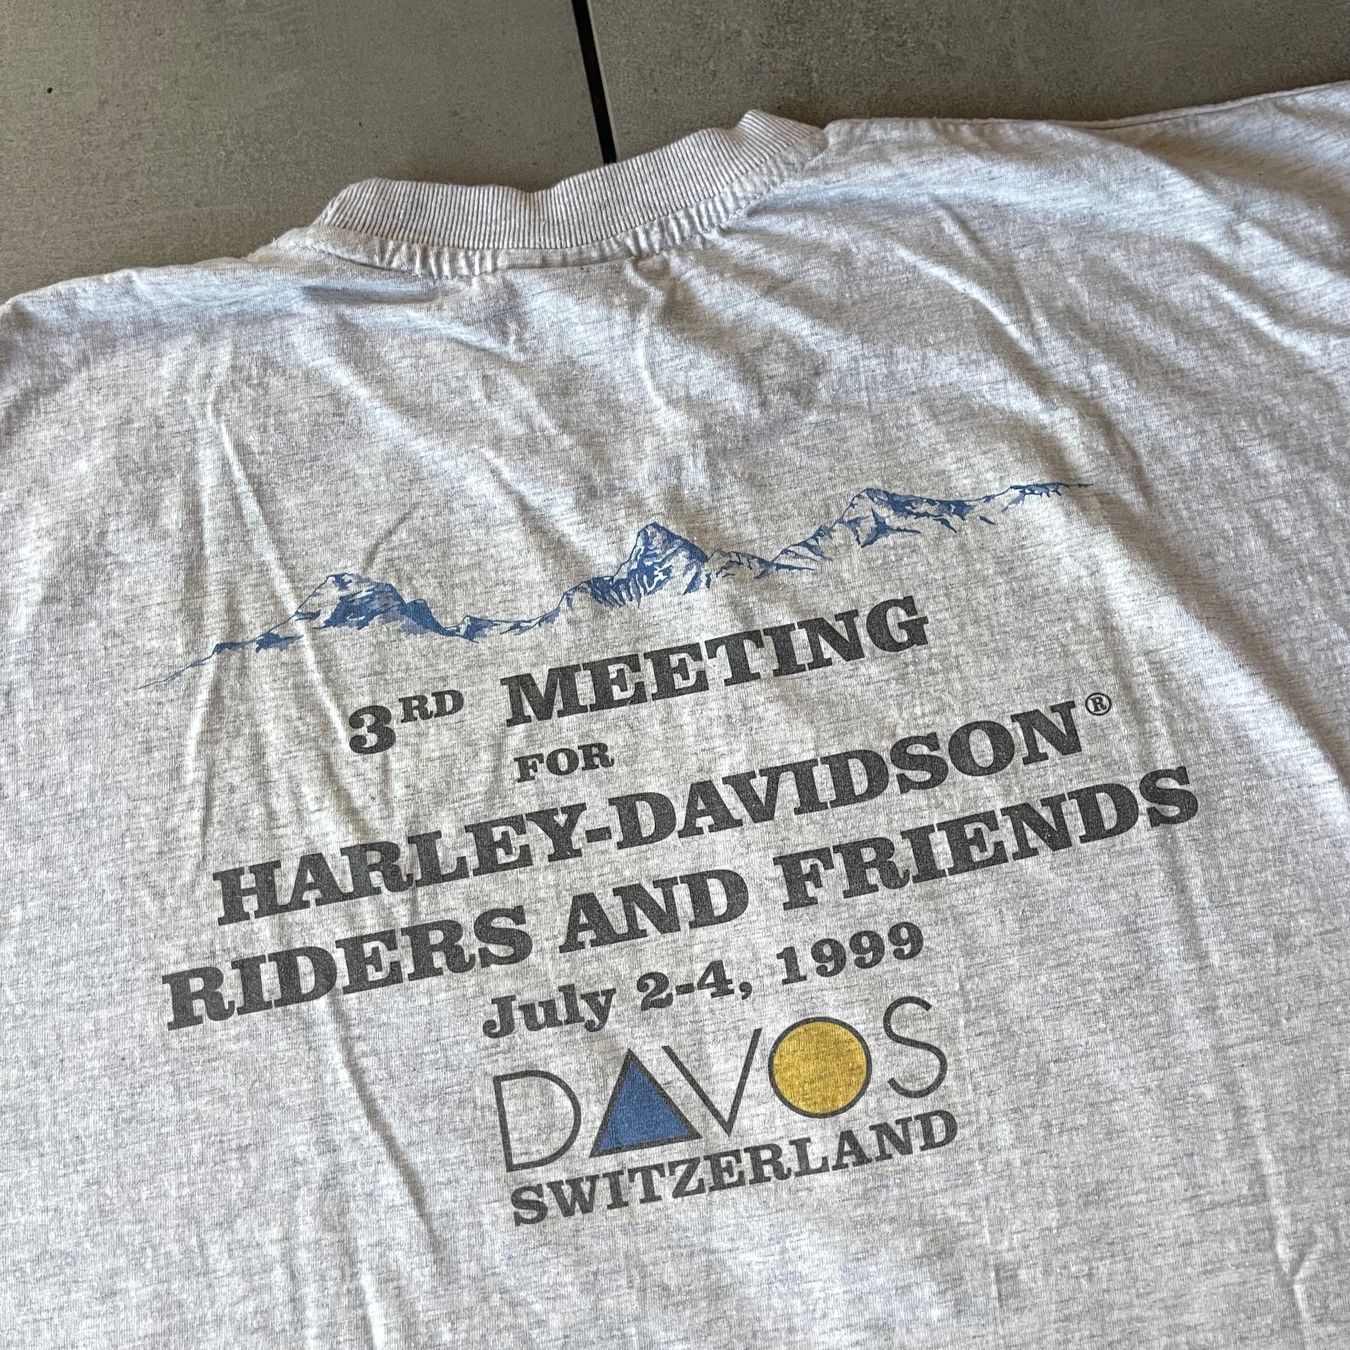 3RD MEETING
FOR
HARLEY-DAVIDSON®
RIDERS AND FRIENDS
July 2-4, 1999
DAVOS
SWITZERLAND